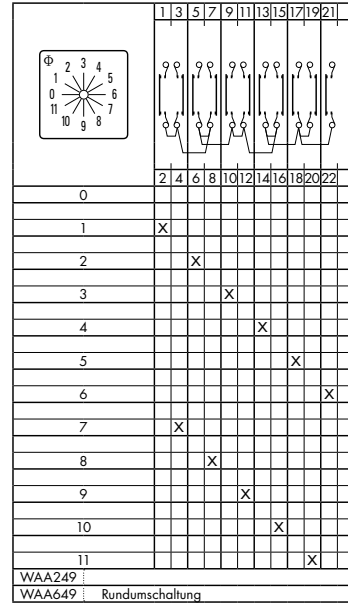 1 3 5 7 9 11 13 15 17 19 21
Φ
2 3 4
1 5
0 6
11 7
10 9 8
2 4 6 8 10 12 14 16 18 20 22
0
1 X
2 X
3 X
4 X
5 X
6 X
7 X
8 X
9 X
10 X
11 X
WAA249
WAA649 Rundumschaltung